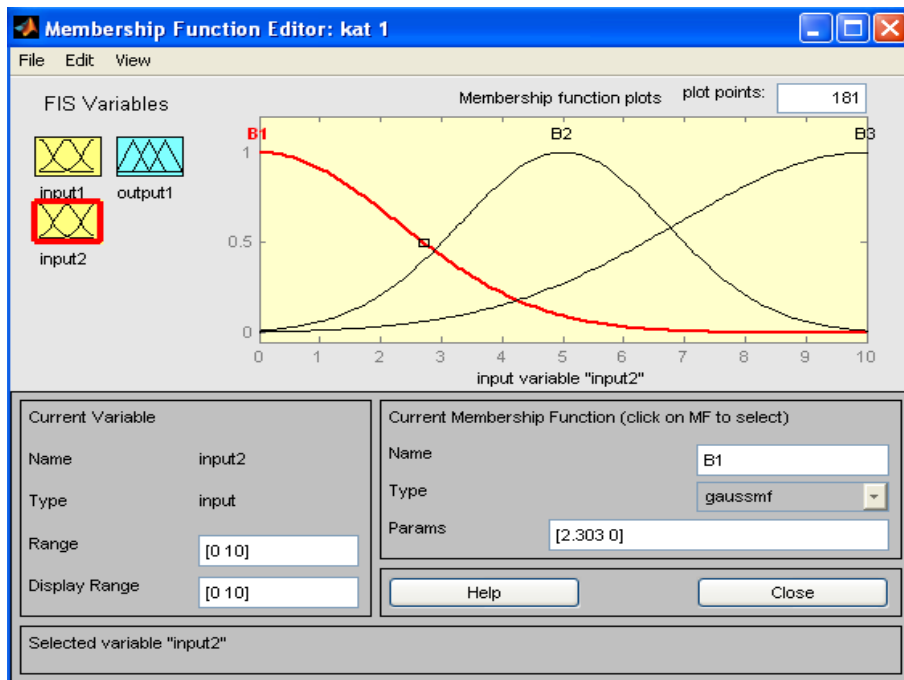 Membership Function Editor: kat 1
File Edit View
FIS Variables
Membership function plots plot points: 181
input1 output1
input2
B1 B2 B3
1
0.5
0
0 1 2 3 4 5 6 7 8 9 10
input variable "input2"
Current Variable
Name input2
Type input
Range [0 10]
Display Range [0 10]
Current Membership Function (click on MF to select)
Name B1
Type gaussmf
Params [2.303 0]
Help Close
Selected variable "input2"